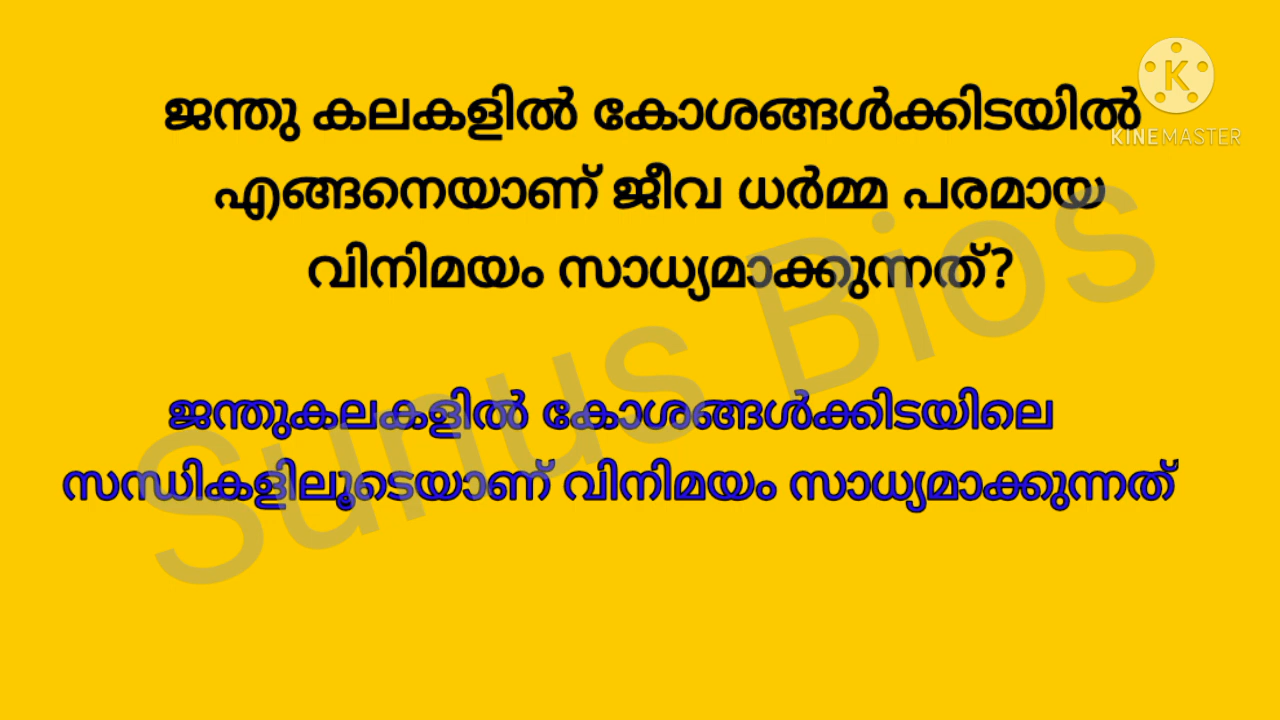 ജന്തു കലകളിൽ കോശങ്ങൾക്കിടയിൽ
എങ്ങനെയാണ് ജീവ ധർമ്മ പരമായ
വിനിമയം സാധ്യമാക്കുന്നത്?
ജന്തുകലകളിൽ കോശങ്ങൾക്കിടയിലെ
സന്ധികളിലൂടെയാണ് വിനിമയം സാധ്യമാക്കുന്നത്
Sunus Bios
K
KINEMASTER